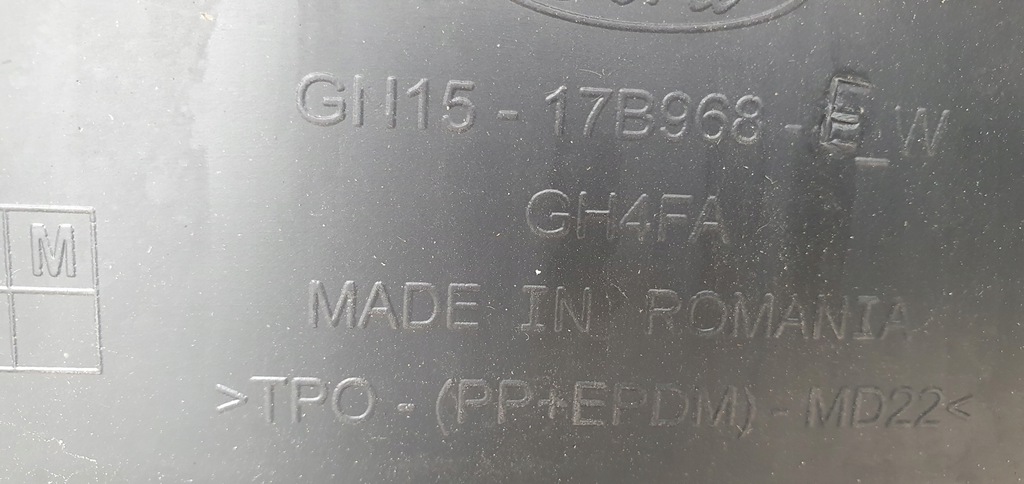 GN15 - 17B968 -
GH4FA
MADE IN ROMANIA
>TPO - (PP+EPDM) - MD22<
M